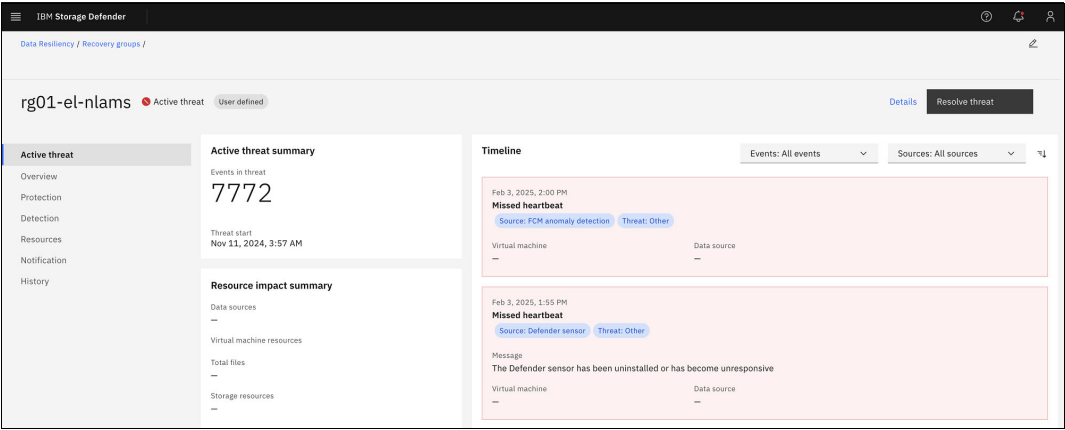 IBM Storage Defender
Data Resiliency / Recovery groups /
rg01-el-nlams Active threat User defined
Details Resolve threat
Active threat
Overview
Protection
Detection
Resources
Notification
History
Active threat summary
Events in threat
7772
Threat start
Nov 11, 2024, 3:57 AM
Resource impact summary
Data sources
—
Virtual machine resources
Total files
—
Storage resources
—
Timeline
Events: All events Sources: All sources
Feb 3, 2025, 2:00 PM
Missed heartbeat
Source: FCM anomaly detection Threat: Other
Virtual machine Data source
— —
Feb 3, 2025, 1:55 PM
Missed heartbeat
Source: Defender sensor Threat: Other
Message
The Defender sensor has been uninstalled or has become unresponsive
Virtual machine Data source
— —